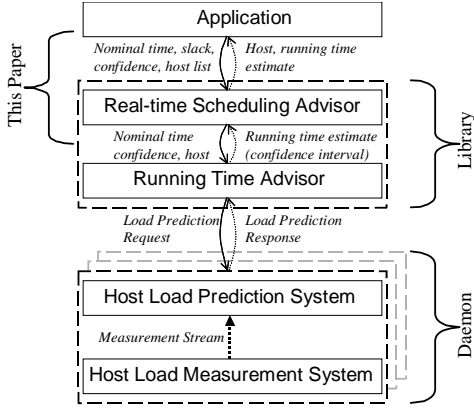 Application
This Paper
Nominal time, slack,
confidence, host list
Host, running time
estimate
Real-time Scheduling Advisor
Nominal time
confidence, host
Running time estimate
(confidence interval)
Library
Running Time Advisor
Load Prediction
Request
Load Prediction
Response
Host Load Prediction System
Measurement Stream
Daemon
Host Load Measurement System